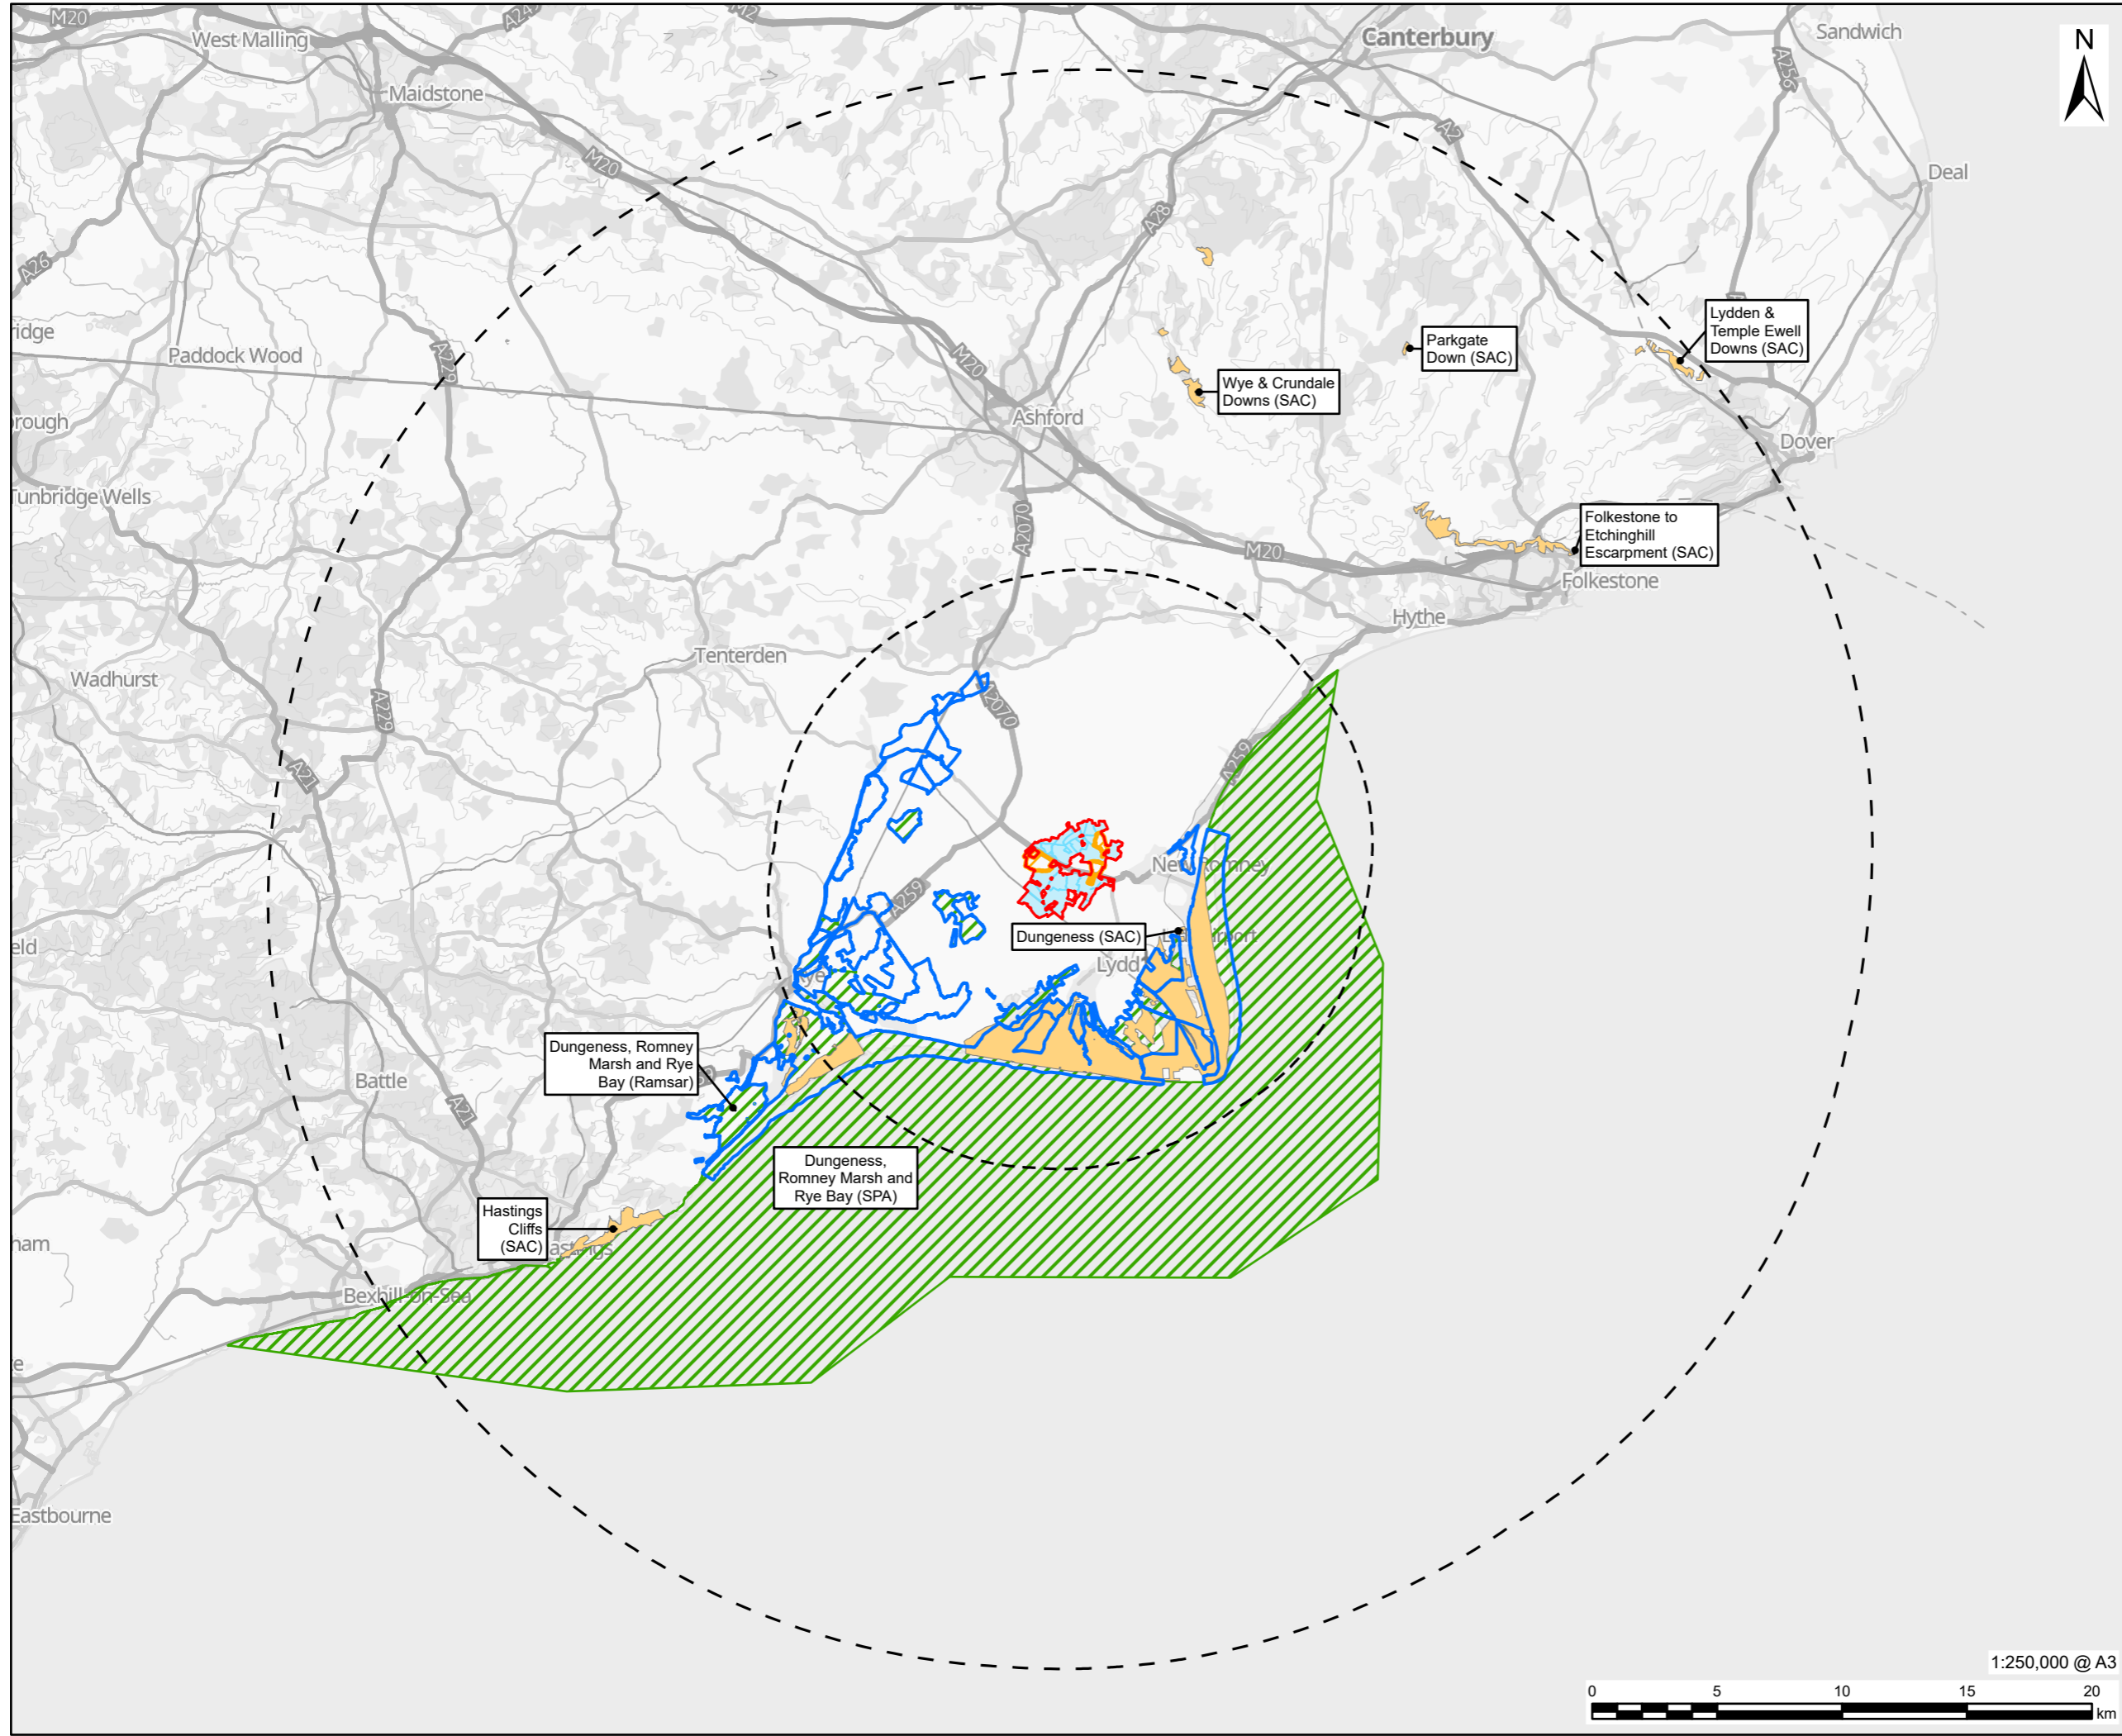 M20
West Malling
A249
M2
Canterbury
Sandwich
N
Maidstone
A256
M20
A2
Deal
A28
A26
ridge
Paddock Wood
A229
M20
Parkgate
Down (SAC)
Lydden &
Temple Ewell
Downs (SAC)
Wye & Crundale
Downs (SAC)
Ashford
orough
Dover
Tunbridge Wells
A2070
Folkestone to
Etchinghill
Escarpment (SAC)
M20
Folkestone
Hythe
Tenterden
Wadhurst
A229
A2070
A259
A21
New Romney
A259
Dungeness (SAC)
Lydd
eld
Dungeness, Romney
Marsh and Rye
Bay (Ramsar)
Battle
A21
Dungeness,
Romney Marsh and
Rye Bay (SPA)
Hastings
Cliffs
(SAC)
astings
ham
Bexhill-on-Sea
Eastbourne
1:250,000 @ A3
0 5 10 15 20
km